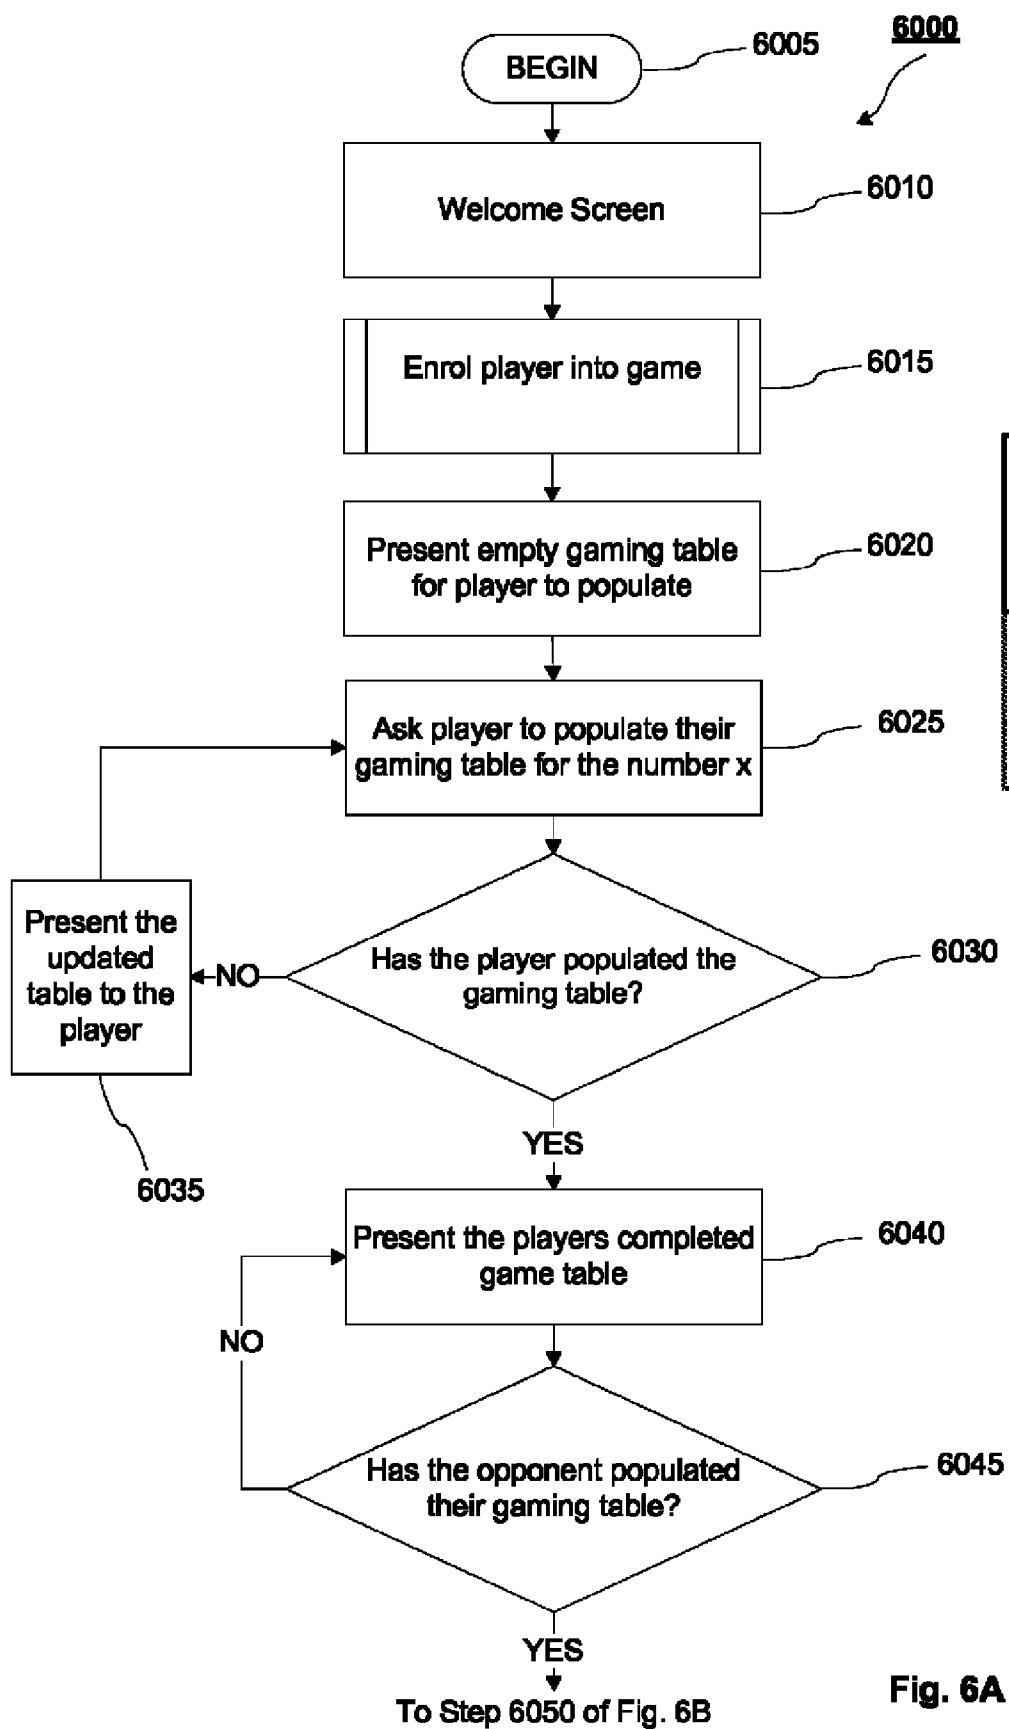 6000
BEGIN
6005
Welcome Screen
6010
Enrol player into game
6015
Present empty gaming table
for player to populate
6020
Ask player to populate their
gaming table for the number x
6025
Has the player populated the
gaming table?
6030
NO
Present the
updated
table to the
player
6035
YES
Present the players completed
game table
6040
NO
Has the opponent populated
their gaming table?
6045
YES
To Step 6050 of Fig. 6B
Fig. 6A